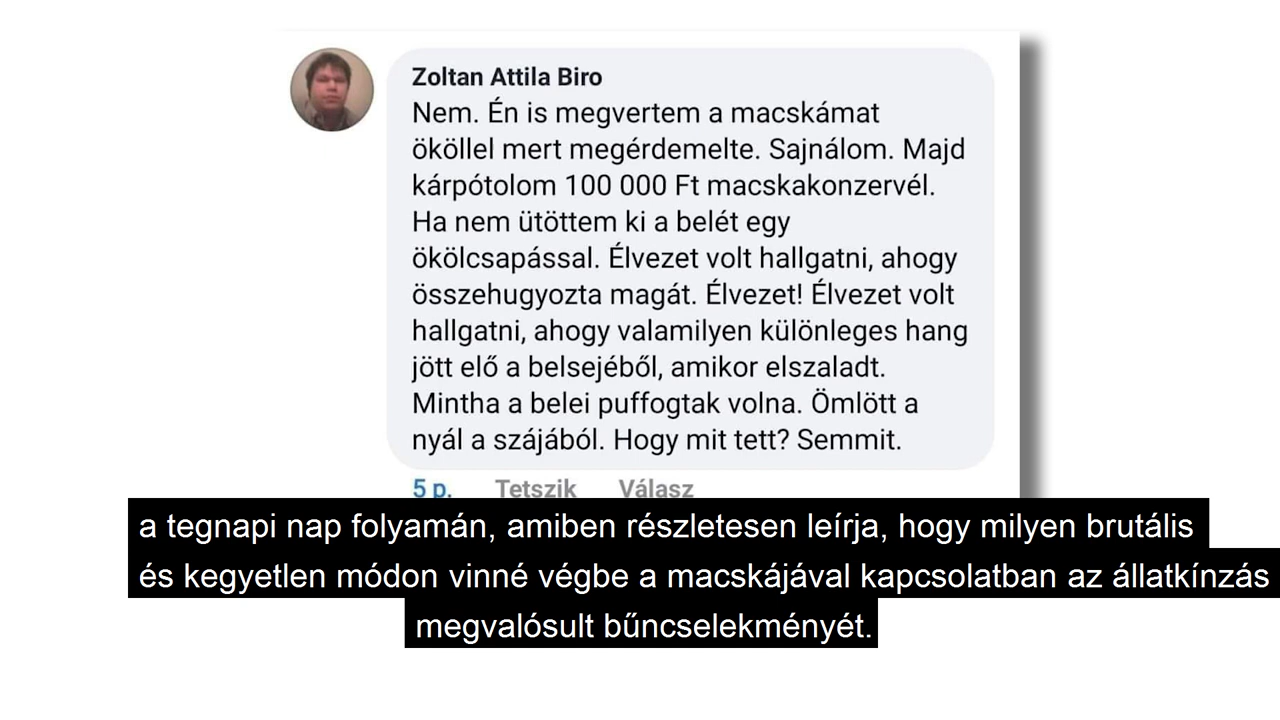 Zoltan Attila Biro
Nem. Én is megvertem a macskámat
ököllel mert megérdemelte. Sajnálom. Majd
kárpótolom 100 000 Ft macskakonzervél.
Ha nem ütöttem ki a belét egy
ökölcsapással. Élvezet volt hallgatni, ahogy
összehugyozta magát. Élvezet! Élvezet volt
hallgatni, ahogy valamilyen különleges hang
jött elő a belsejéből, amikor elszaladt.
Mintha a belei puffogtak volna. Ömlött a
nyál a szájából. Hogy mit tett? Semmit.
5 p. Tetszik Válasz
a tegnapi nap folyamán, amiben részletesen leírja, hogy milyen brutális
és kegyetlen módon vinné végbe a macskájával kapcsolatban az állatkínzás
megvalósult bűncselekményét.